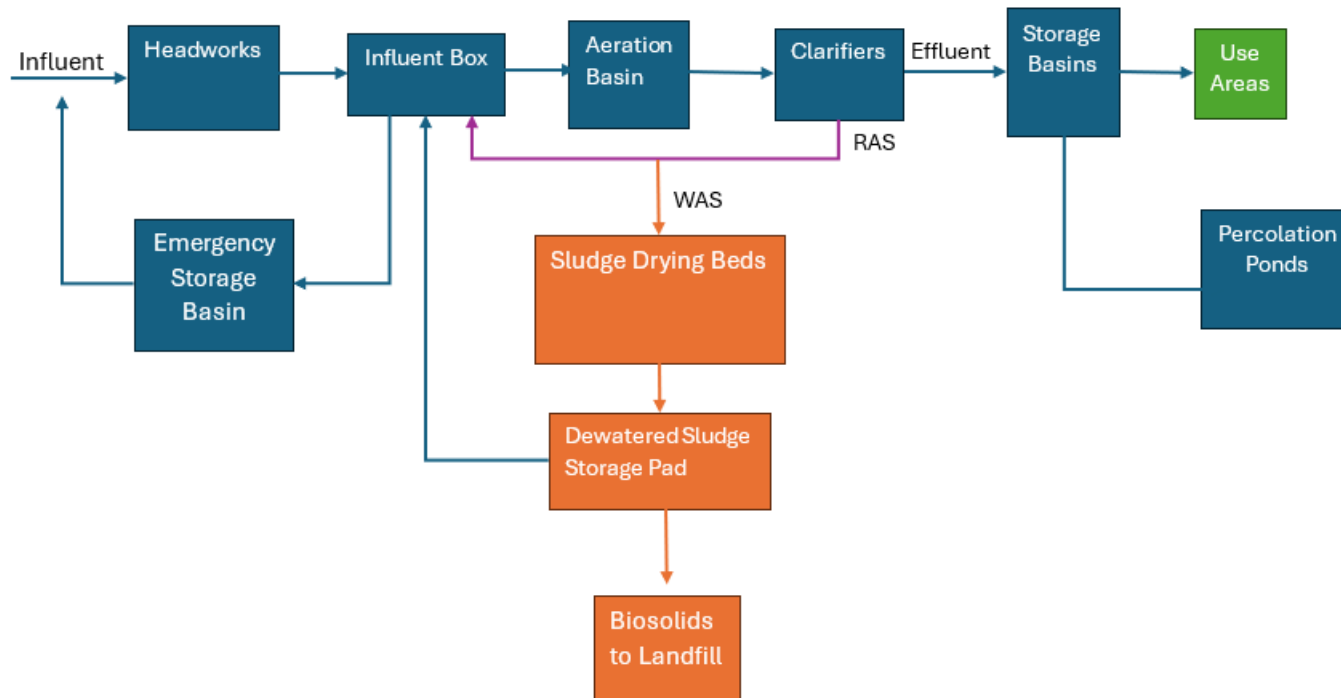 Influent
Headworks
Influent Box
Aeration
Basin
Clarifiers
Effluent
Storage
Basins
Use
Areas
RAS
WAS
Emergency
Storage
Basin
Sludge Drying Beds
Percolation
Ponds
Dewatered Sludge
Storage Pad
Biosolids
to Landfill